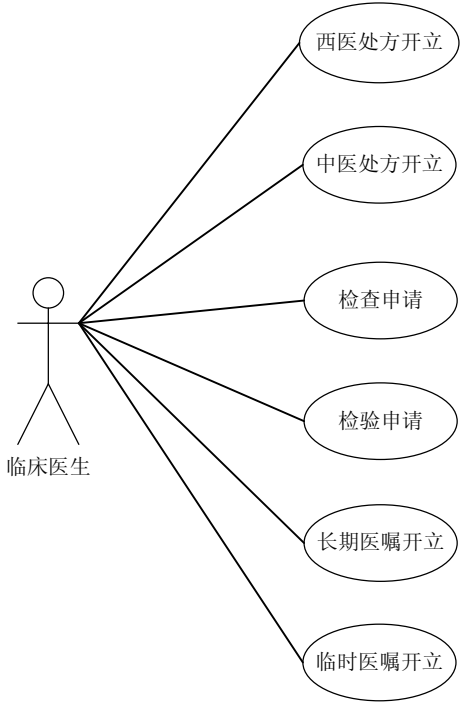 西医处方开立
中医处方开立
检查申请
检验申请
临床医生
长期医嘱开立
临时医嘱开立